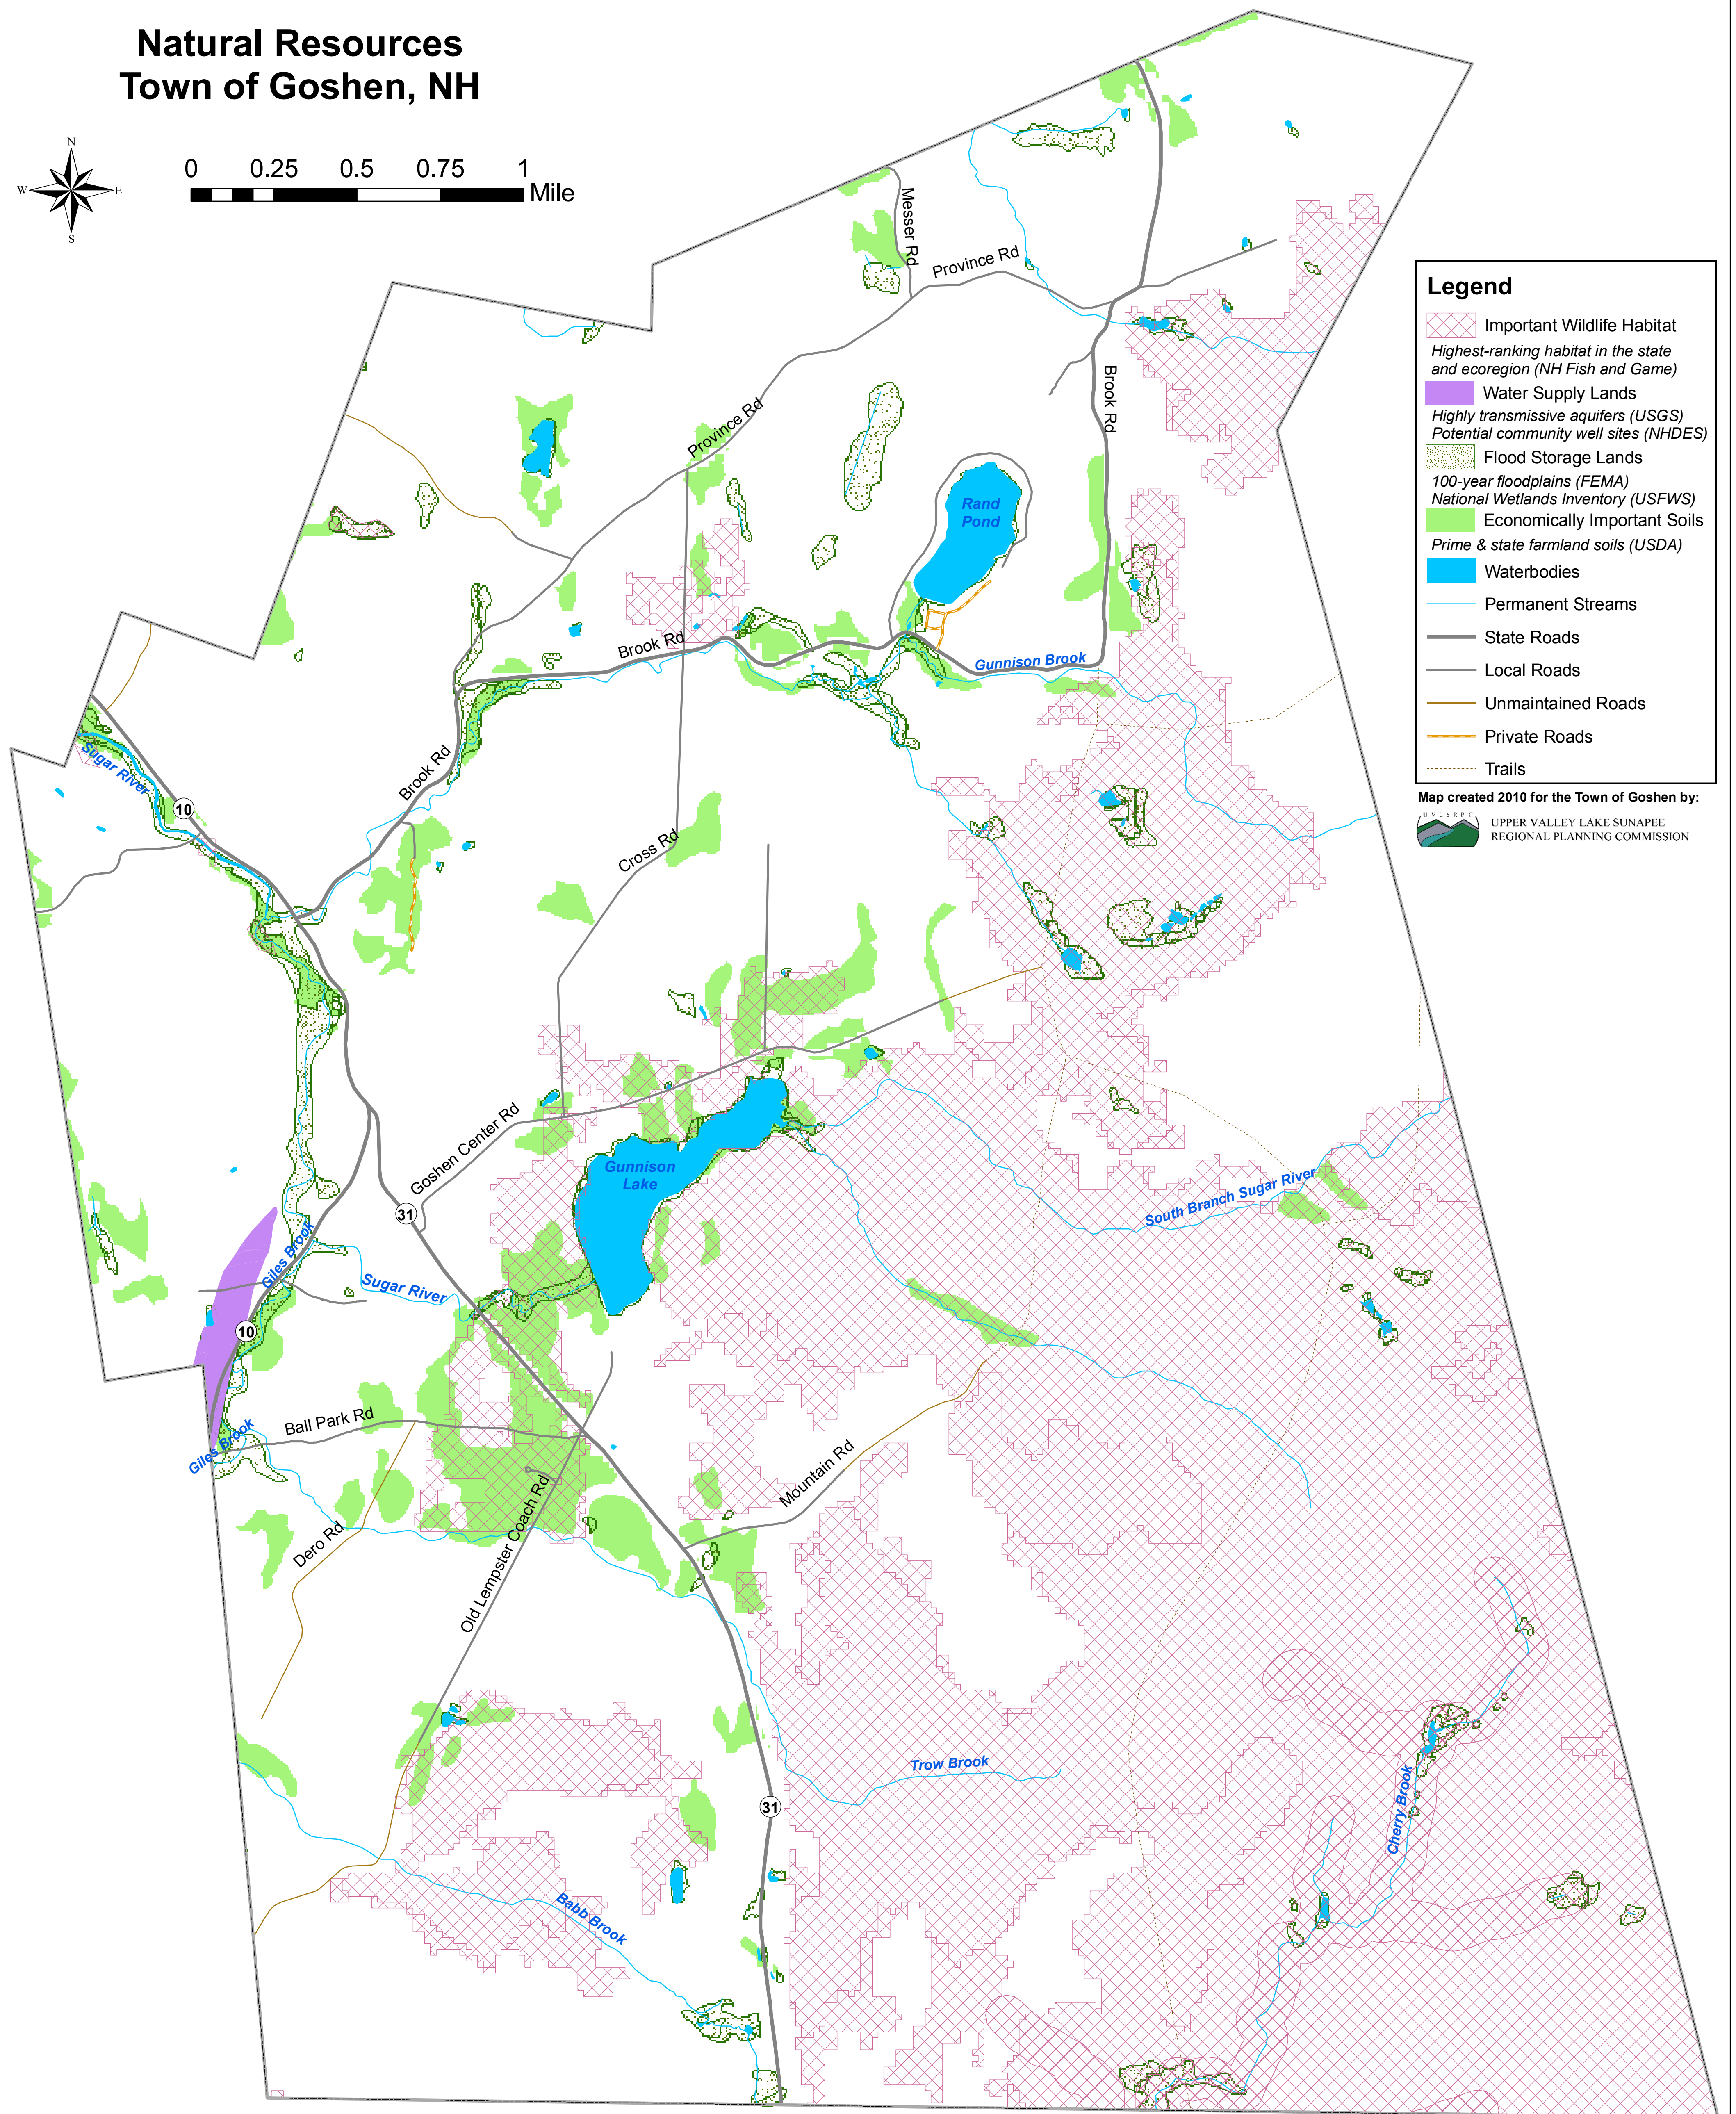 Natural Resources
Town of Goshen, NH
N
W
E
S
0 0.25 0.5 0.75 1
Mile
Messer Rd
Province Rd
Brook Rd
Province Rd
Rand
Pond
Brook Rd
Gunnison Brook
Sugar River
10
Brook Rd
Cross Rd
Goshen Center Rd
Gunnison
Lake
31
South Branch Sugar River
Giles Brook
Sugar River
10
Ball Park Rd
Giles Brook
Mountain Rd
Dero Rd
Old Lempster Coach Rd
Trow Brook
31
Cherry Brook
Babb Brook
Legend
Important Wildlife Habitat
Highest-ranking habitat in the state
and ecoregion (NH Fish and Game)
Water Supply Lands
Highly transmissive aquifers (USGS)
Potential community well sites (NHDES)
Flood Storage Lands
100-year floodplains (FEMA)
National Wetlands Inventory (USFWS)
Economically Important Soils
Prime & state farmland soils (USDA)
Waterbodies
Permanent Streams
State Roads
Local Roads
Unmaintained Roads
Private Roads
Trails
Map created 2010 for the Town of Goshen by:
UVLSRPC
UPPER VALLEY LAKE SUNAPEE
REGIONAL PLANNING COMMISSION